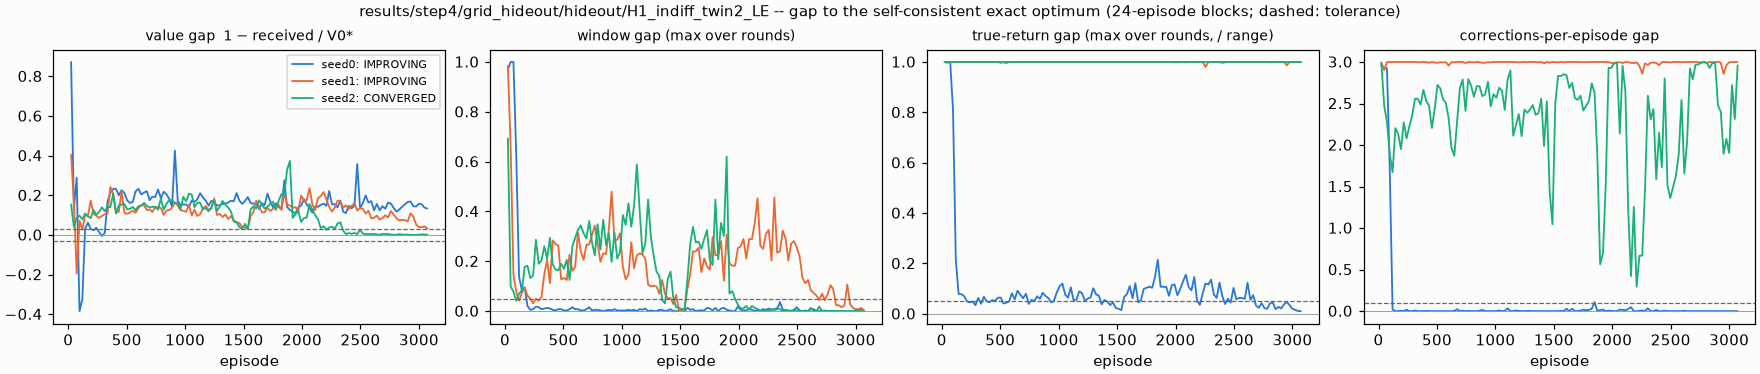 results/step4/grid_hideout/hideout/H1_indiff_twin2_LE -- gap to the self-consistent exact optimum (24-episode blocks; dashed: tolerance)
value gap 1 − received / V0*
0.8
0.6
0.4
0.2
0.0
−0.2
−0.4
seed0: IMPROVING
seed1: IMPROVING
seed2: CONVERGED
0 500 1000 1500 2000 2500 3000
episode
window gap (max over rounds)
1.0
0.8
0.6
0.4
0.2
0.0
0 500 1000 1500 2000 2500 3000
episode
true-return gap (max over rounds, / range)
1.0
0.8
0.6
0.4
0.2
0.0
0 500 1000 1500 2000 2500 3000
episode
corrections-per-episode gap
3.0
2.5
2.0
1.5
1.0
0.5
0.0
0 500 1000 1500 2000 2500 3000
episode